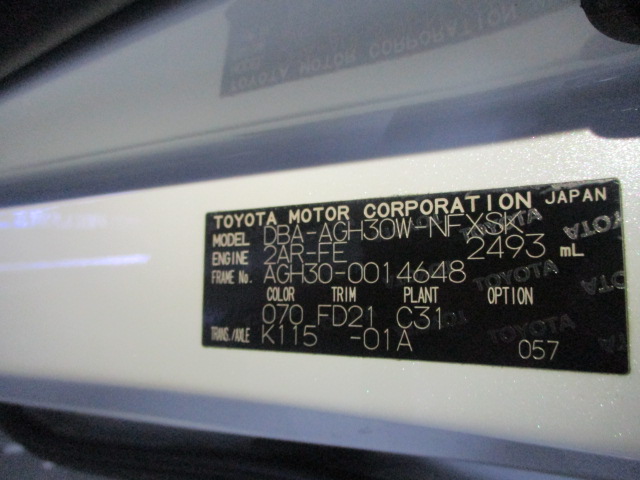 TOYOTA MOTOR CORPORATION JAPAN
MODEL DBA-AGH30W-NFXSK
ENGINE 2AR-FE 2493 mL
FRAME No. AGH30-0014648
COLOR TRIM PLANT OPTION
070 FD21 C31
TRANS./AXLE K115 -01A 057